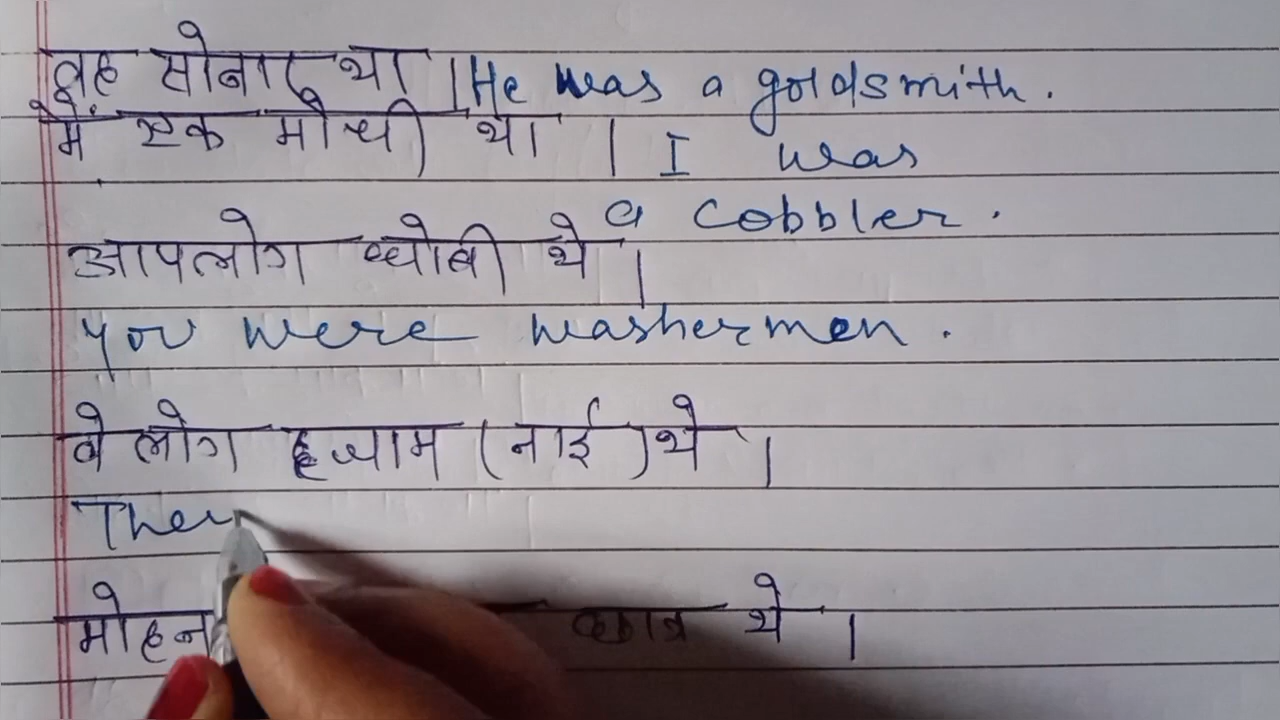 वह सोनार था । He was a goldsmith.
मैं एक मोची था । I was
a cobbler.
आपलोग धोबी थे ।
you were washermen.
वे लोग हजाम (नाई) थे ।
They
मोहन छात्र थे ।